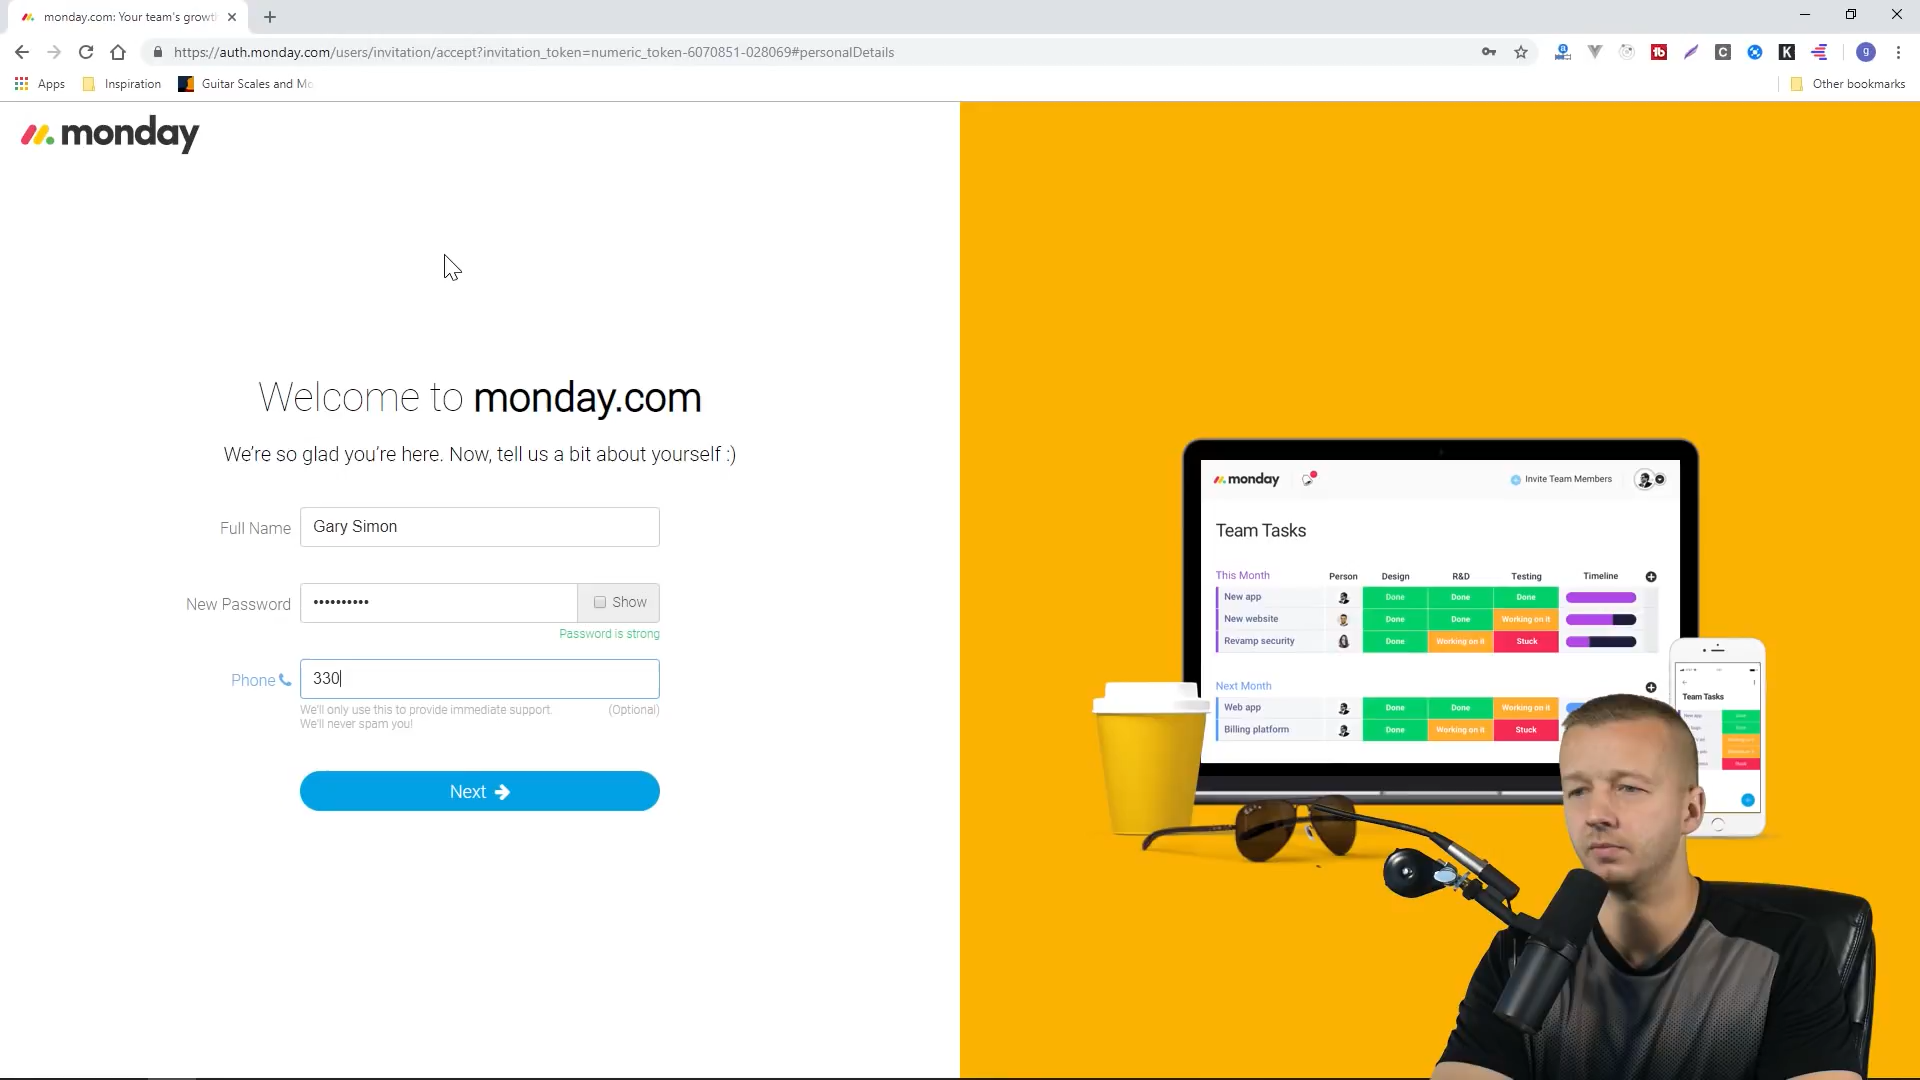 monday.com: Your team's growt
https://auth.monday.com/users/invitation/accept?invitation_token=numeric_token-6070851-028069#personalDetails
Apps
Inspiration
Guitar Scales and Mo
Other bookmarks
monday
Welcome to monday.com
We're so glad you're here. Now, tell us a bit about yourself :)
Full Name Gary Simon
New Password •••••••••• Show
Password is strong
Phone 330
We'll only use this to provide immediate support. (Optional)
We'll never spam you!
Next
monday Invite Team Members
Team Tasks
This Month Person Design R&D Testing Timeline
New app Done Done Done
New website Done Done Working on it
Revamp security Done Working on it Stuck
Next Month
Web app Done Done Working on it
Billing platform Done Working on it Stuck
Team Tasks